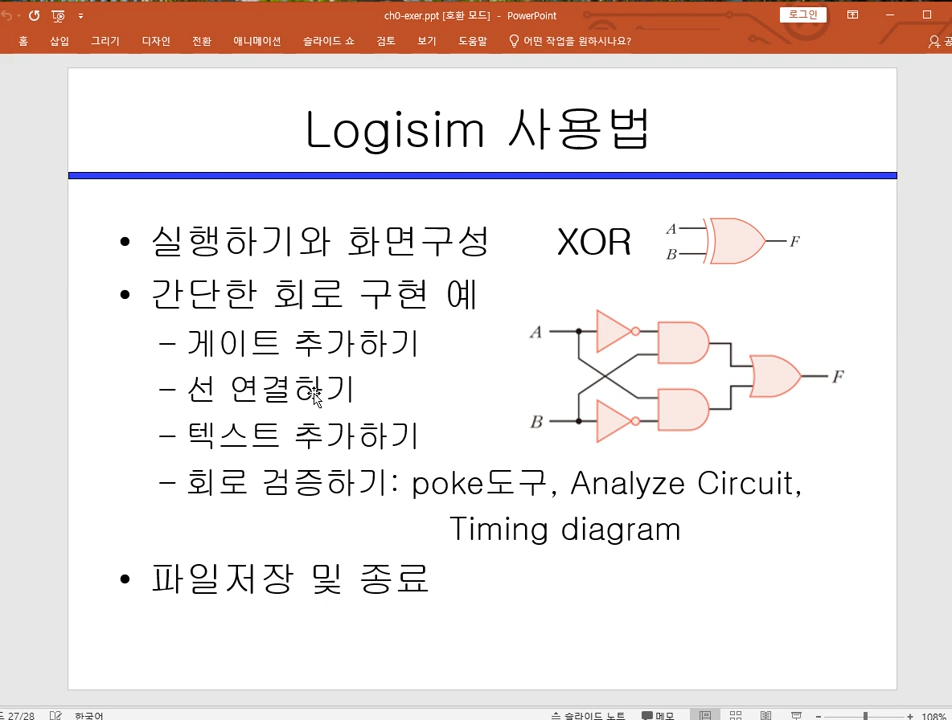 ch0-exer.ppt [호환 모드] - PowerPoint
로그인
홈 삽입 그리기 디자인 전환 애니메이션 슬라이드 쇼 검토 보기 도움말 어떤 작업을 원하시나요?
Logisim 사용법
• 실행하기와 화면구성
XOR
A
B
F
• 간단한 회로 구현 예
– 게이트 추가하기
– 선 연결하기
– 텍스트 추가하기
A
B
F
– 회로 검증하기: poke도구, Analyze Circuit,
Timing diagram
• 파일저장 및 종료
27/28 한국어 슬라이드 노트 메모 108%